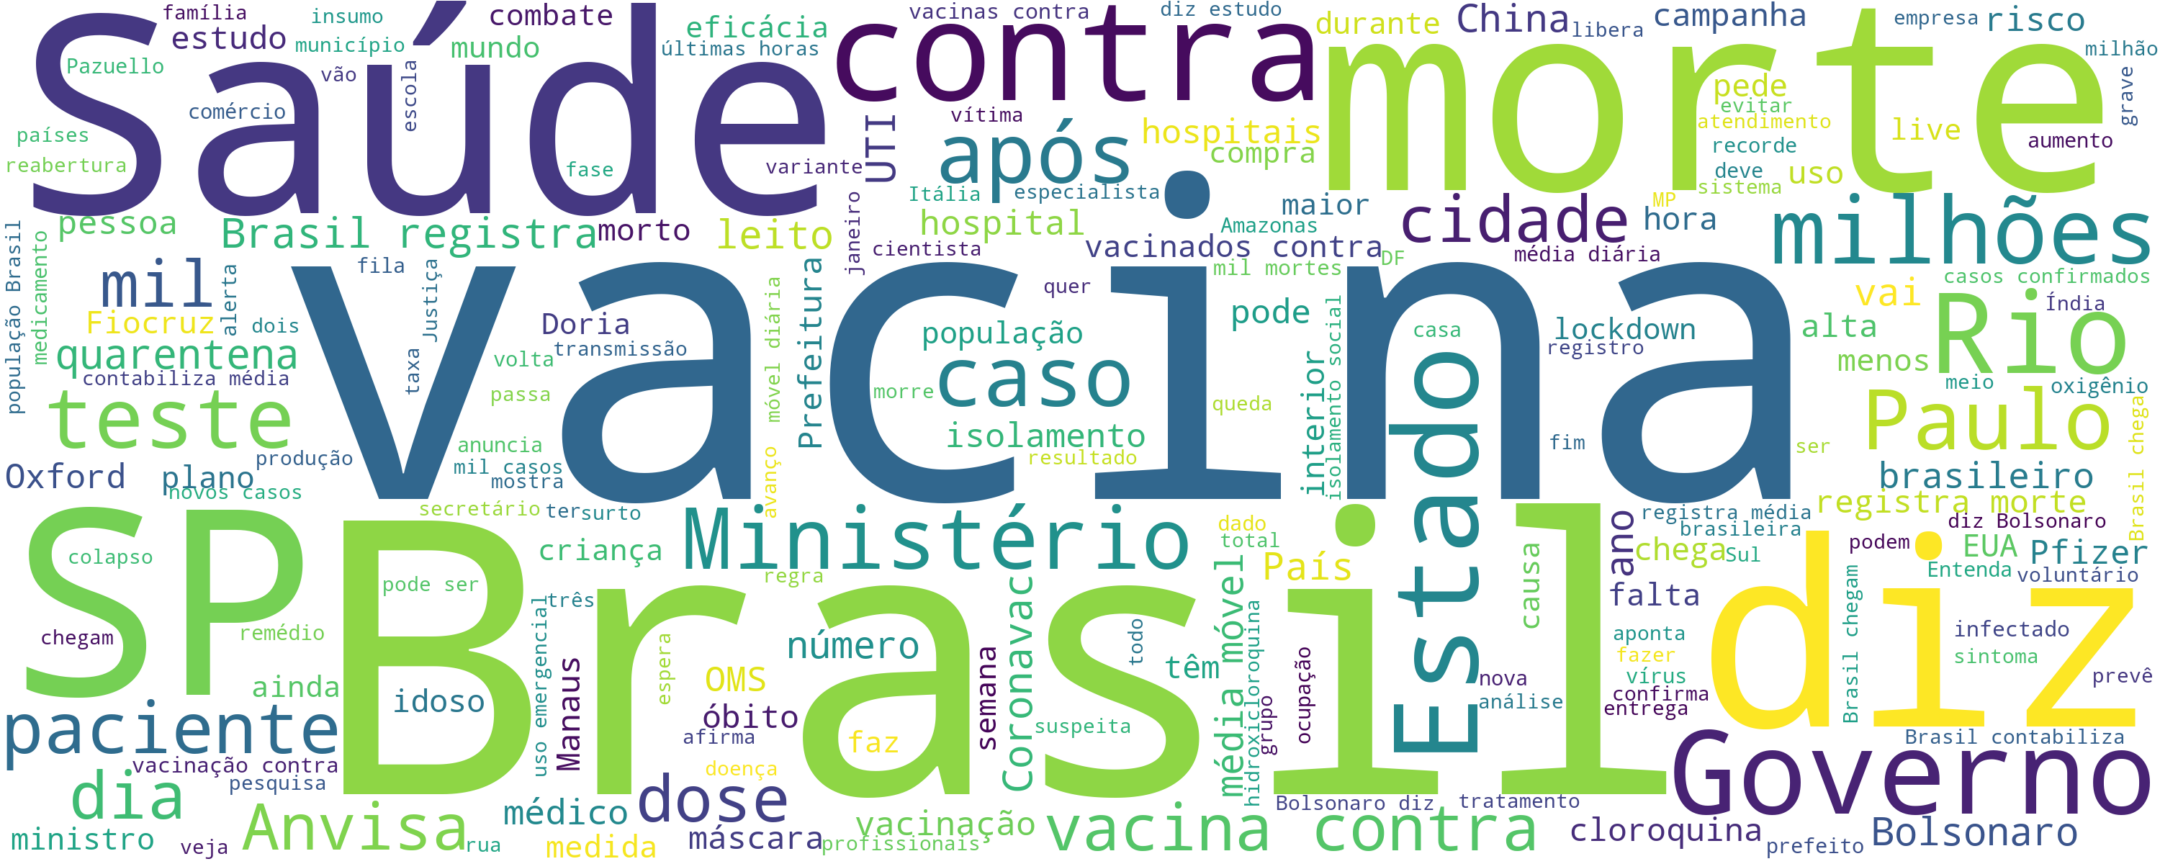 família
insumo
combate
eficácia
vacinas contra
diz estudo
durante
China
campanha
empresa
risco
Saúde
estudo
município
mundo
últimas horas
contra
libera
morte
milhão
Pazuello
vão
escola
pede
evitar
grave
comércio
UTI
vítima
após
hospitais
atendimento
live
aumento
países
compra
recorde
reabertura
fase
variante
Itália
especialista
deve
uso
sistema
pessoa
Brasil registra
morto
leito
janeiro
hospital
Amazonas
maior
cidade
MP
hora
milhões
população Brasil
medicamento
cientista
vacinados contra
média diária
mil
fila
alerta
Justiça
móvel diária
Prefeitura
quer
mil mortes
DF
casos confirmados
vai
Índia
Fiocruz
dois
Doria
população
pode
casa
lockdown
alta
Rio
quarentena
transmissão
volta
vacina
caso
isolamento social
registro
menos
contabiliza média
taxa
passa
morre
queda
Estado
meio
oxigênio
teste
anuncia
isolamento
interior
fim
ser
Paulo
Brasil chega
produção
mil casos
resultado
Oxford
plano
mostra
avanço
brasileiro
novos casos
secretário
ter
surto
Ministério
dado
ano
registra média
registra morte
SP
colapso
criança
total
País
brasileira
diz Bolsonaro
causa
chega
Sul
podem
EUA
Pfizer
Brasil
pode ser
regra
Coronavac
média móvel
Entenda
voluntário
chegam
remédio
uso emergencial
três
número
todo
hidroxicloroquina
falta
diz
aponta
infectado
fazer
sintoma
ainda
idoso
Manaus
espera
OMS
semana
têm
nova
vírus
Brasil chegam
prevê
paciente
óbito
suspeita
grupo
ocupação
análise
confirma
entrega
afirma
faz
Brasil contabiliza
vacinação contra
doença
Governo
dia
pesquisa
dose
Bolsonaro diz
tratamento
ministro
veja
Anvisa
rua
médico
medida
máscara
vacinação
profissionais
vacina contra
cloroquina
prefeito
Bolsonaro